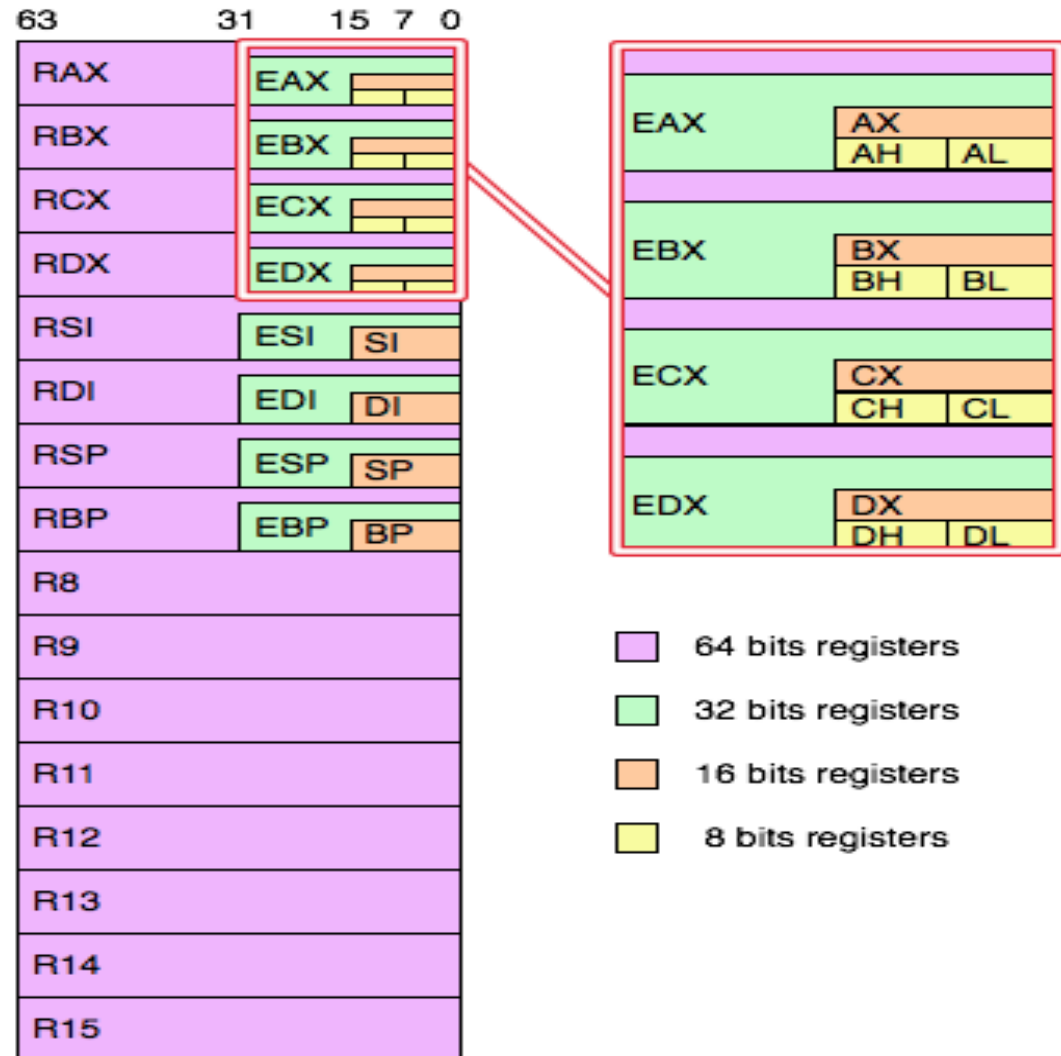 63 31 15 7 0
RAX EAX
RBX EBX
RCX ECX
RDX EDX
RSI ESI SI
RDI EDI DI
RSP ESP SP
RBP EBP BP
R8
R9
R10
R11
R12
R13
R14
R15
EAX AX
AH AL
EBX BX
BH BL
ECX CX
CH CL
EDX DX
DH DL
64 bits registers
32 bits registers
16 bits registers
8 bits registers